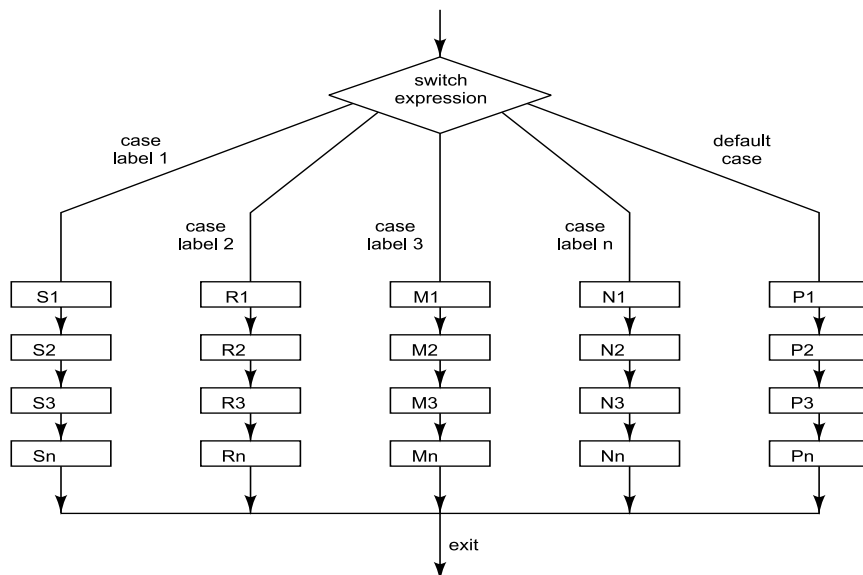 switch
expression
case
label 1
default
case
case
label 2
case
label 3
case
label n
S1
R1
M1
N1
P1
S2
R2
M2
N2
P2
S3
R3
M3
N3
P3
Sn
Rn
Mn
Nn
Pn
exit